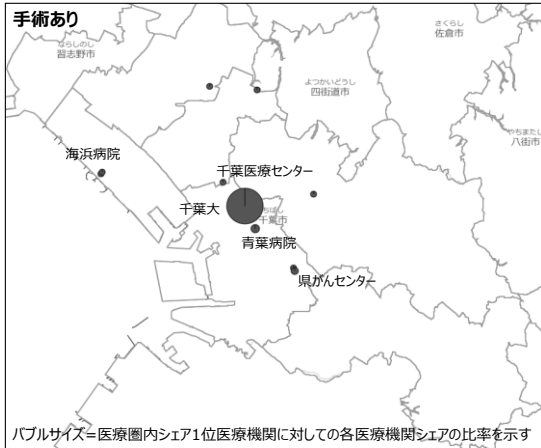 手術あり
さくらし
佐倉市
ならしのし
習志野市
よつかいどうし
四街道市
やちまたし
八街市
海浜病院
千葉医療センター
千葉大
ちばし
千葉市
青葉病院
県がんセンター
バブルサイズ＝医療圏内シェア1位医療機関に対しての各医療機関シェアの比率を示す